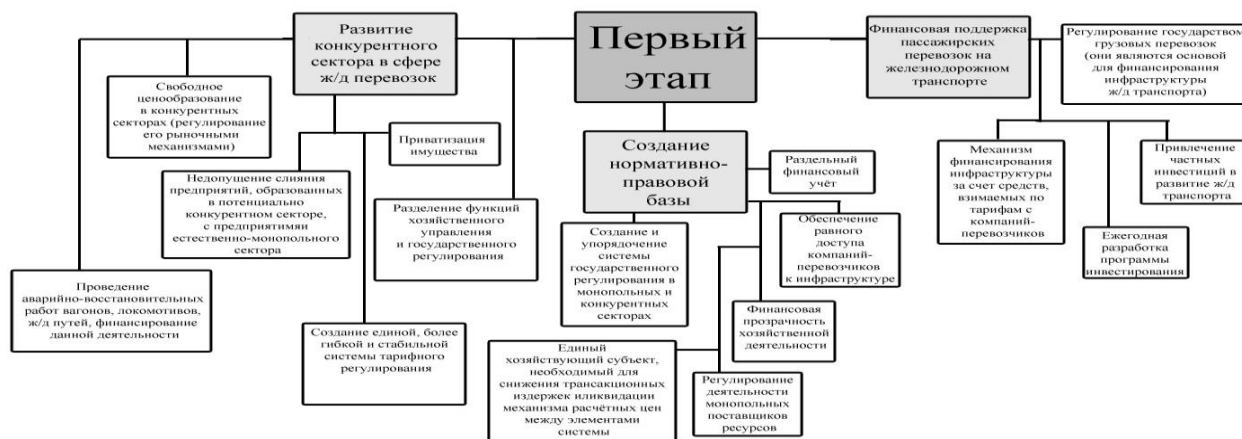 Первый
этап
Развитие
конкурентного
сектора в сфере
ж/д перевозок
Свободное
ценообразование
в конкурентных
секторах (регулирование
его рыночными
механизмами)
Приватизация
имущества
Недопущение слияния
предприятий, образованных
в потенциально
конкурентном секторе,
с предприятимяи
естественно-монопольного
сектора
Разделение функций
хозяйственного
управления
и государственного
регулирования
Проведение
аварийно-восстановительных
работ вагонов, локомотивов,
ж/д путей, финансирование
данной деятельности
Создание единой, более
гибкой и стабильной
системы тарифного
регулирования
Создание
нормативно-
правовой
базы
Раздельный
финансовый
учёт
Создание и
упорядочение
системы
государственного
регулирования в
монопольных и
конкурентных
секторах
Обеспечение
равного
доступа
компаний-
перевозчиков
к инфраструктуре
Финансовая
прозрачность
хозяйственной
деятельности
Единый
хозяйствующий субъект,
необходимый для
снижения трансакционных
издержек иликвидации
механизма расчётных цен
между элементами
системы
Регулирование
деятельности
монопольных
поставщиков
ресурсов
Финансовая поддержка
пассажирских
перевозок на
железнодорожном
транспорте
Регулирование государством
грузовых перевозок
(они являются основой
для финансирования
инфраструктуры
ж/д транспорта)
Механизм
финансирования
инфраструктуры
за счет средств,
взимаемых по
тарифам с
компаний-
перевозчиков
Привлечение
частных
инвестиций в
развитие ж/д
транспорта
Ежегодная
разработка
программы
инвестирования